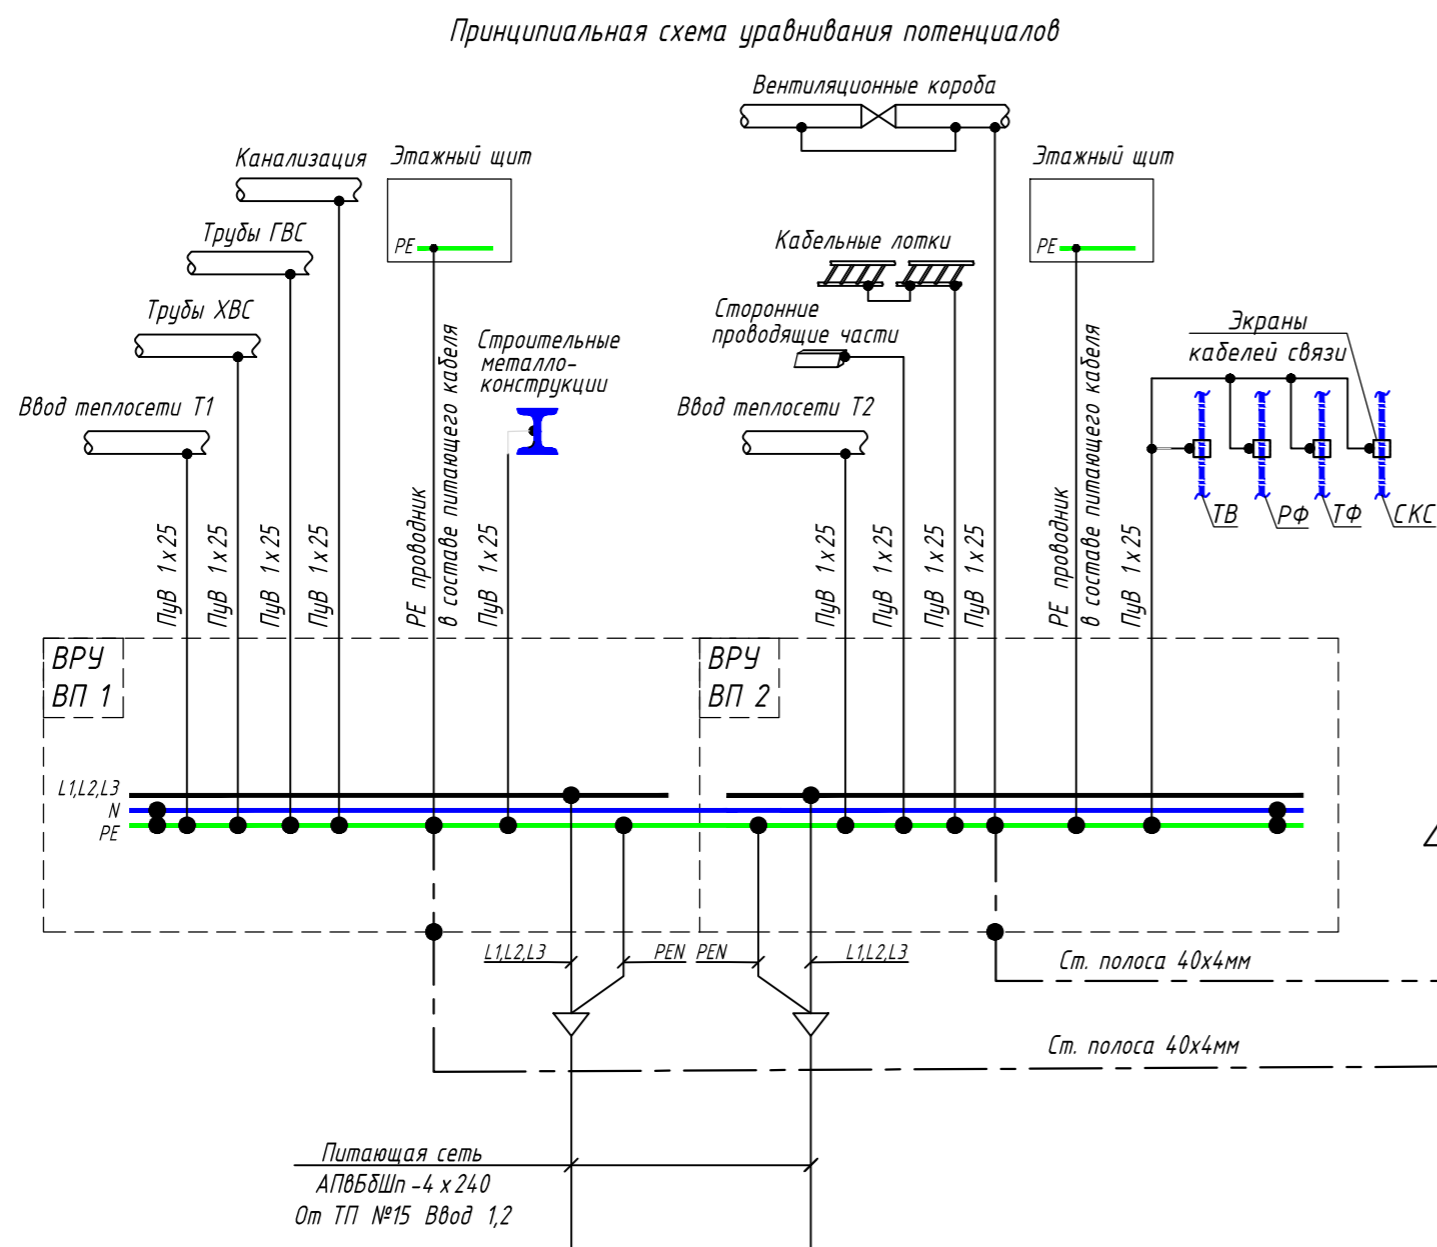 Принципиальная схема уравнивания потенциалов
Вентиляционные короба
Канализация
Этажный щит
Этажный щит
Трубы ГВС
PE
Кабельные лотки
PE
Трубы ХВС
Строительные
металло-
конструкции
Сторонние
проводящие части
Экраны
кабелей связи
Ввод теплосети Т1
Ввод теплосети Т2
ТВ
РФ
ТФ
СКС
ПуВ 1х25
ПуВ 1х25
ПуВ 1х25
ПуВ 1х25
PE проводник
в составе питающего кабеля
ПуВ 1х25
ПуВ 1х25
ПуВ 1х25
ПуВ 1х25
ПуВ 1х25
PE проводник
в составе питающего кабеля
ПуВ 1х25
ВРУ
ВП 1
ВРУ
ВП 2
L1,L2,L3
N
PE
L1,L2,L3
PEN
PEN
L1,L2,L3
Ст. полоса 40х4мм
Ст. полоса 40х4мм
Питающая сеть
АПвБбШп -4 х 240
От ТП №15 Ввод 1,2